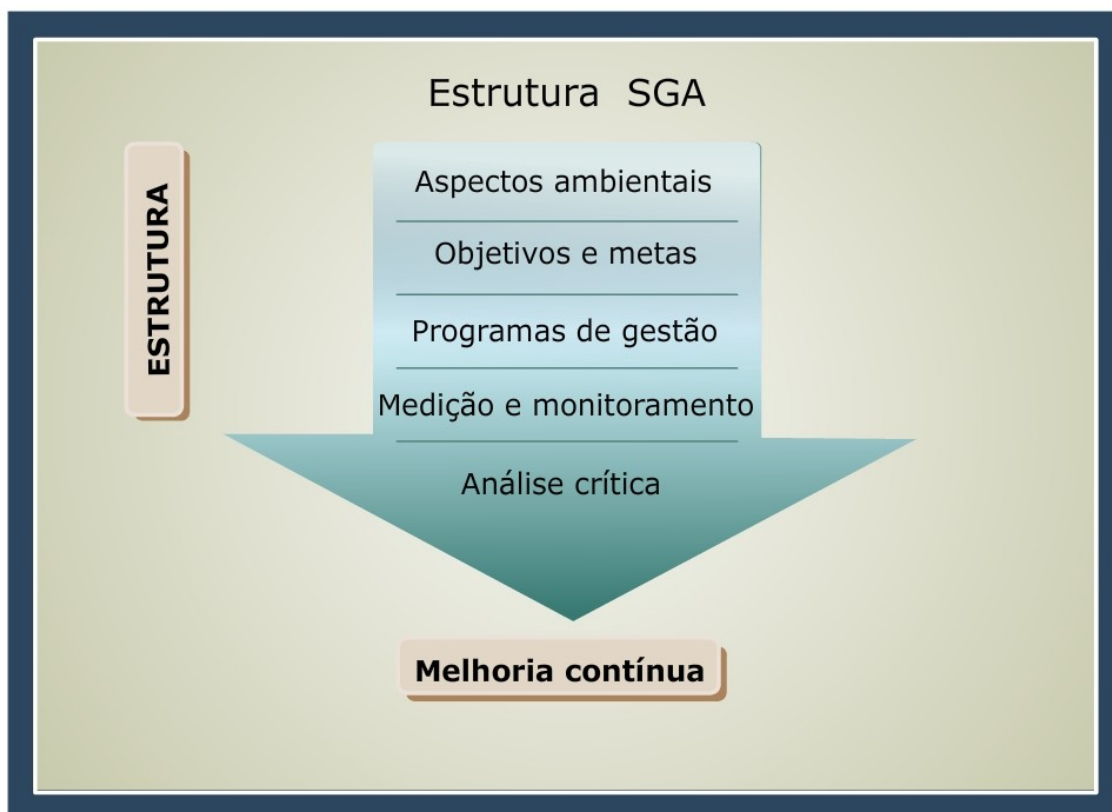 Estrutura SGA
ESTRUTURA
Aspectos ambientais
Objetivos e metas
Programas de gestão
Medição e monitoramento
Análise crítica
Melhoria contínua